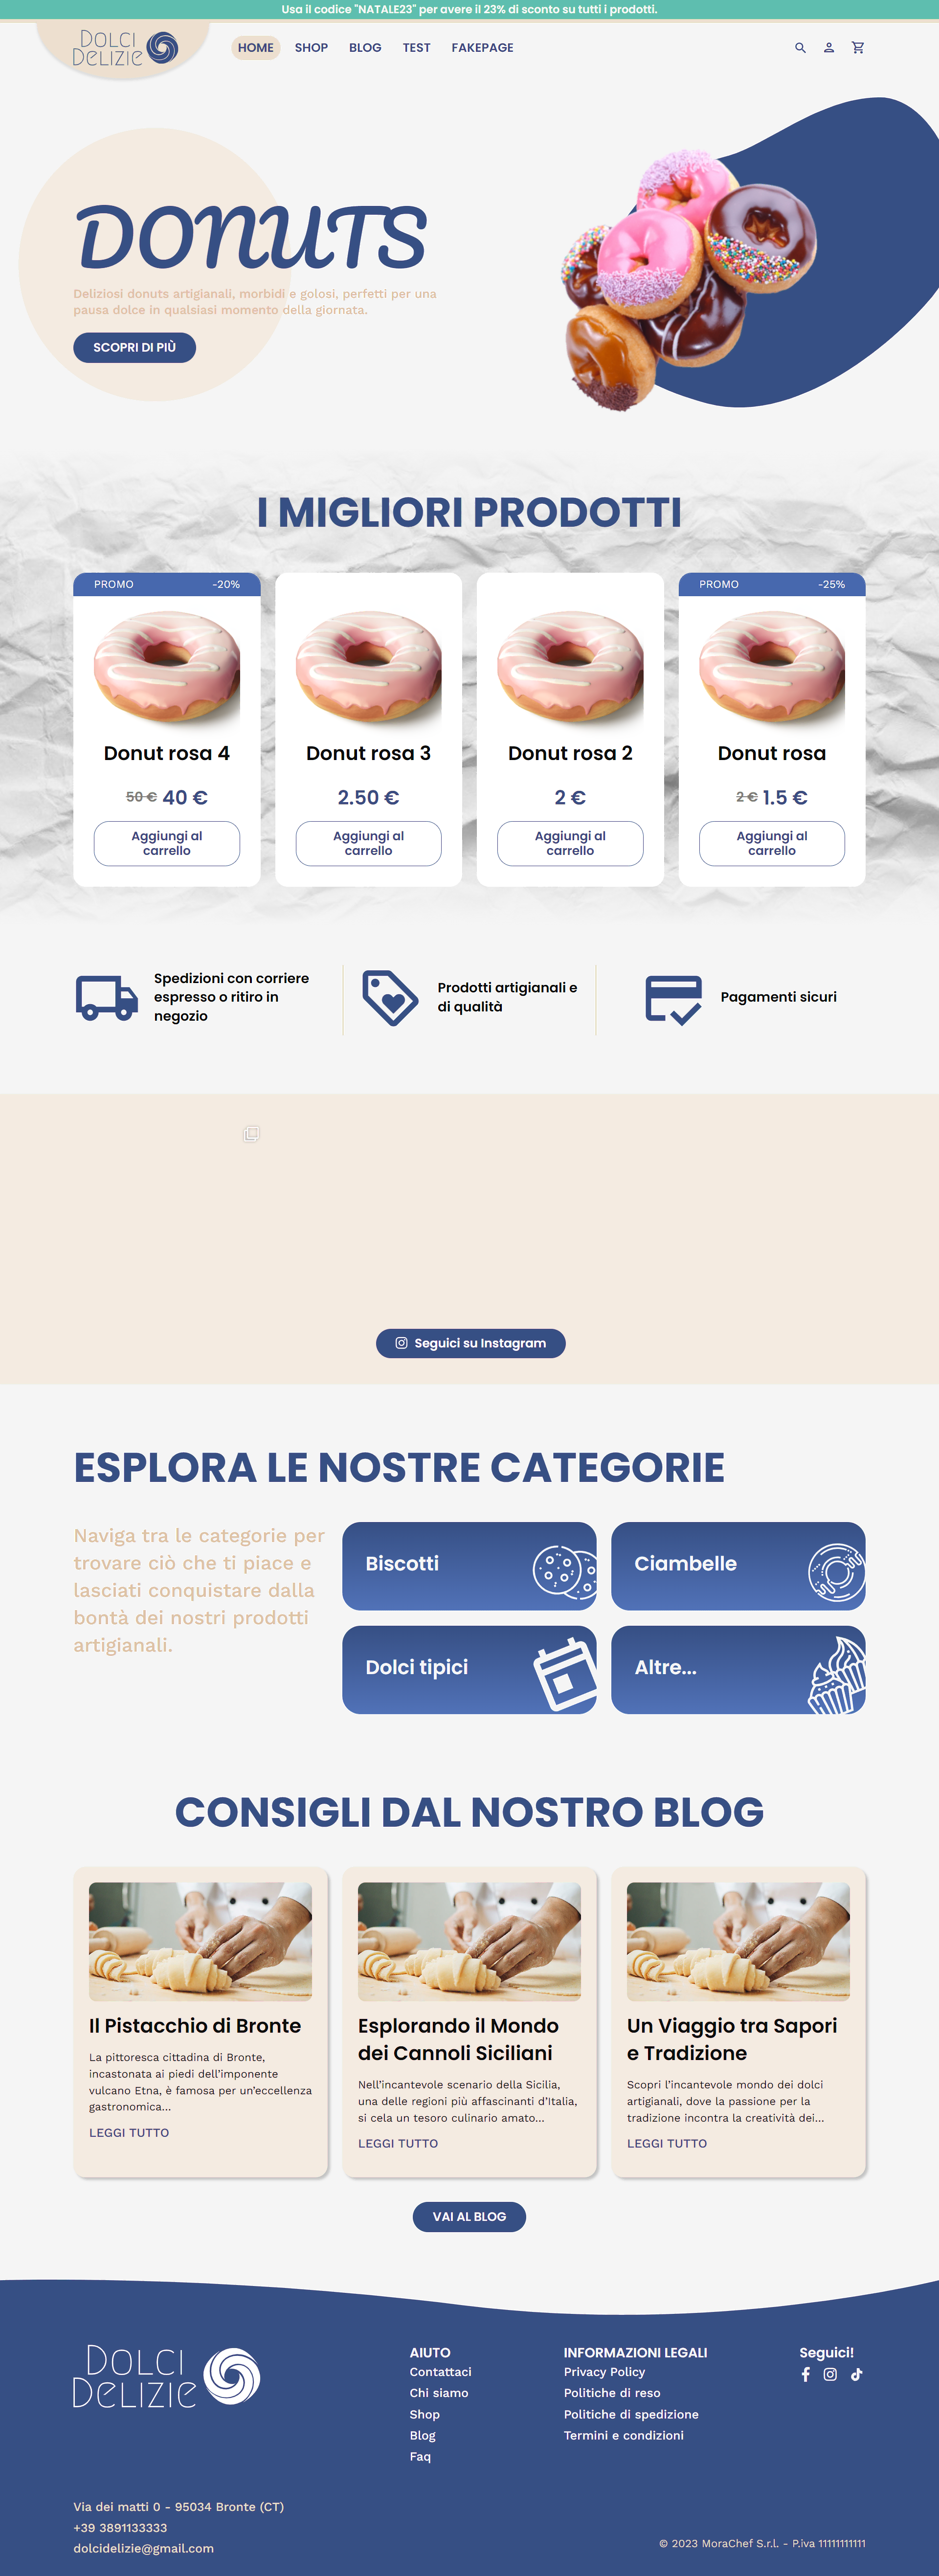 Usa il codice "NATALE23" per avere il 23% di sconto su tutti i prodotti.
DOLCI
DELIZIE
HOME SHOP BLOG TEST FAKEPAGE
DONUTS
Deliziosi donuts artigianali, morbidi e golosi, perfetti per una
pausa dolce in qualsiasi momento della giornata.
SCOPRI DI PIÙ
I MIGLIORI PRODOTTI
PROMO -20%
Donut rosa 4
50 € 40 €
Aggiungi al
carrello
Donut rosa 3
2.50 €
Aggiungi al
carrello
Donut rosa 2
2 €
Aggiungi al
carrello
PROMO -25%
Donut rosa
2 € 1.5 €
Aggiungi al
carrello
Spedizioni con corriere
espresso o ritiro in
negozio
Prodotti artigianali e
di qualità
Pagamenti sicuri
Seguici su Instagram
ESPLORA LE NOSTRE CATEGORIE
Naviga tra le categorie per
trovare ciò che ti piace e
lasciati conquistare dalla
bontà dei nostri prodotti
artigianali.
Biscotti
Ciambelle
Dolci tipici
Altre...
CONSIGLI DAL NOSTRO BLOG
Il Pistacchio di Bronte
La pittoresca cittadina di Bronte,
incastonata ai piedi dell'imponente
vulcano Etna, è famosa per un'eccellenza
gastronomica...
LEGGI TUTTO
Esplorando il Mondo
dei Cannoli Siciliani
Nell'incantevole scenario della Sicilia,
una delle regioni più affascinanti d'Italia,
si cela un tesoro culinario amato...
LEGGI TUTTO
Un Viaggio tra Sapori
e Tradizione
Scopri l'incantevole mondo dei dolci
artigianali, dove la passione per la
tradizione incontra la creatività dei...
LEGGI TUTTO
VAI AL BLOG
DOLCI
DELIZIE
AIUTO
Contattaci
Chi siamo
Shop
Blog
Faq
INFORMAZIONI LEGALI
Privacy Policy
Politiche di reso
Politiche di spedizione
Termini e condizioni
Seguici!
Via dei matti 0 - 95034 Bronte (CT)
+39 3891133333
dolcidelizie@gmail.com
© 2023 MoraChef S.r.l. - P.iva 11111111111